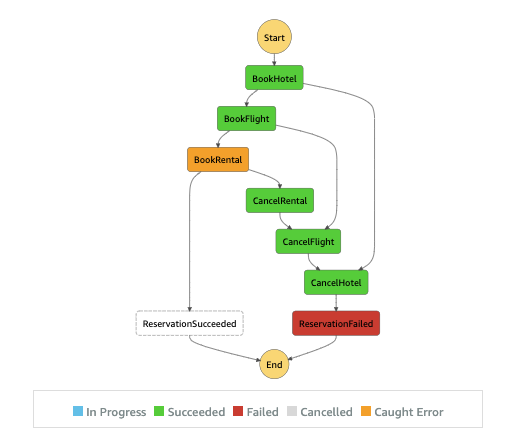 Start
BookHotel
BookFlight
BookRental
CancelRental
CancelFlight
CancelHotel
ReservationSucceeded
ReservationFailed
End
In Progress Succeeded Failed Cancelled Caught Error